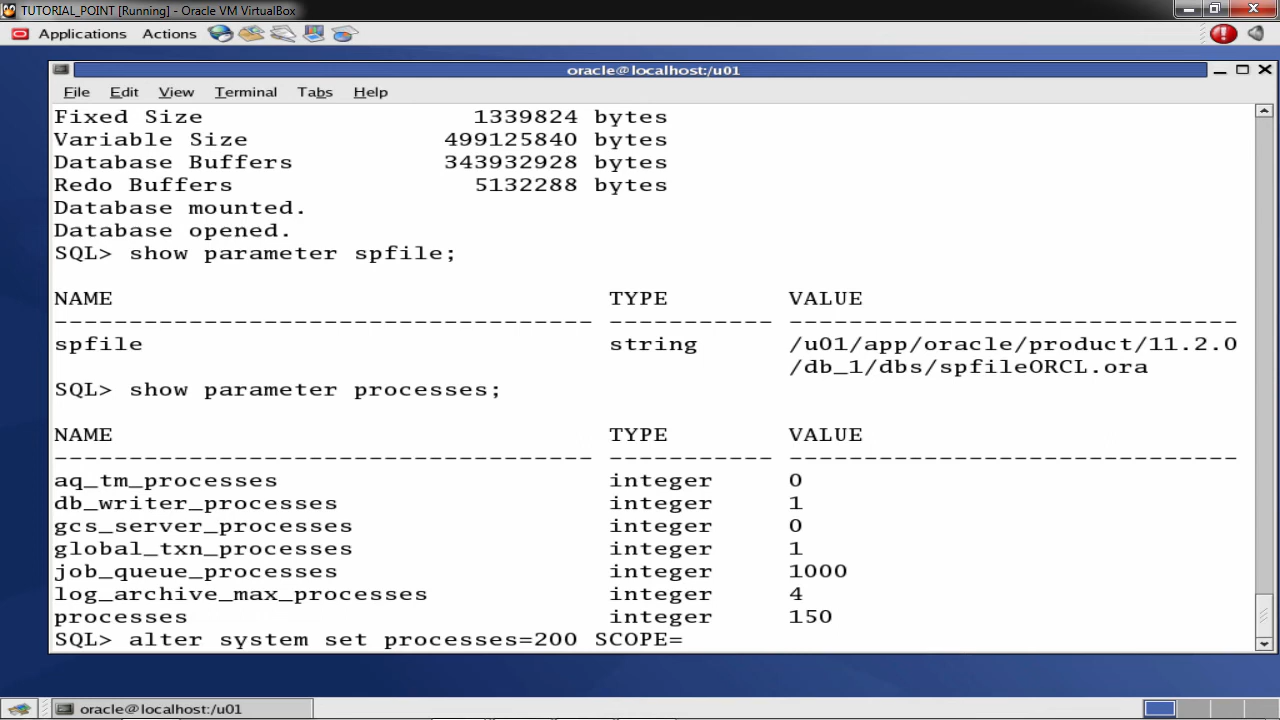 TUTORIAL_POINT [Running] - Oracle VM VirtualBox
Applications Actions
oracle@localhost:/u01
File Edit View Terminal Tabs Help
Fixed Size 1339824 bytes
Variable Size 499125840 bytes
Database Buffers 343932928 bytes
Redo Buffers 5132288 bytes
Database mounted.
Database opened.
SQL> show parameter spfile;
NAME TYPE VALUE
------------------------------------ ----------- ------------------------------
spfile string /u01/app/oracle/product/11.2.0
/db_1/dbs/spfileORCL.ora
SQL> show parameter processes;
NAME TYPE VALUE
------------------------------------ ----------- ------------------------------
aq_tm_processes integer 0
db_writer_processes integer 1
gcs_server_processes integer 0
global_txn_processes integer 1
job_queue_processes integer 1000
log_archive_max_processes integer 4
processes integer 150
SQL> alter system set processes=200 SCOPE=
oracle@localhost:/u01